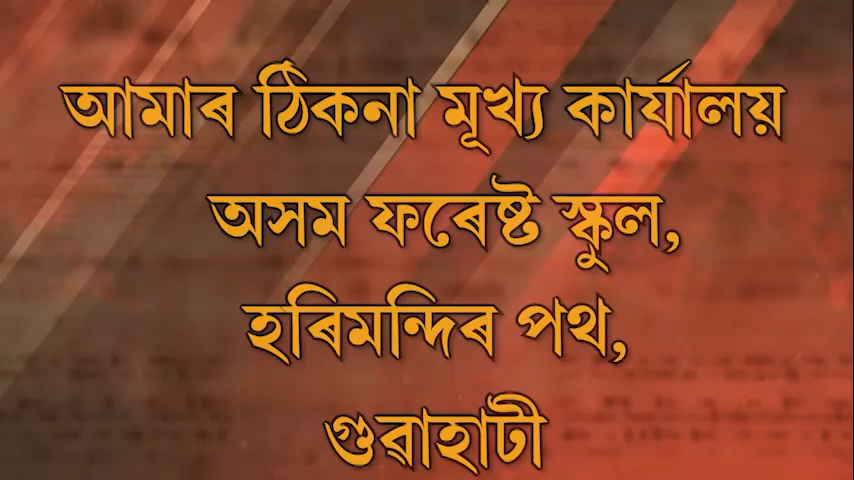 আমাৰ ঠিকনা মূখ্য কাৰ্যালয়
অসম ফৰেষ্ট স্কুল,
হৰিমন্দিৰ পথ,
গুৱাহাটী